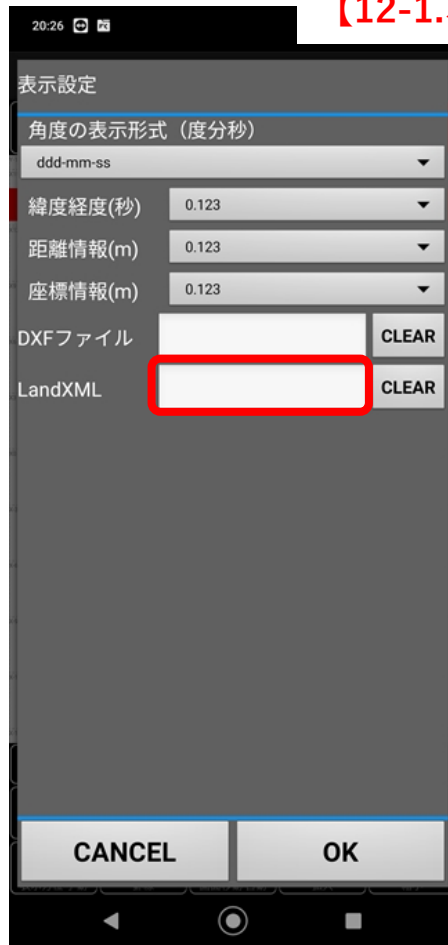 【12-1.
20:26
表示設定
角度の表示形式（度分秒）
ddd-mm-ss
緯度経度(秒) 0.123
距離情報(m) 0.123
座標情報(m) 0.123
DXFファイル CLEAR
LandXML CLEAR
CANCEL OK